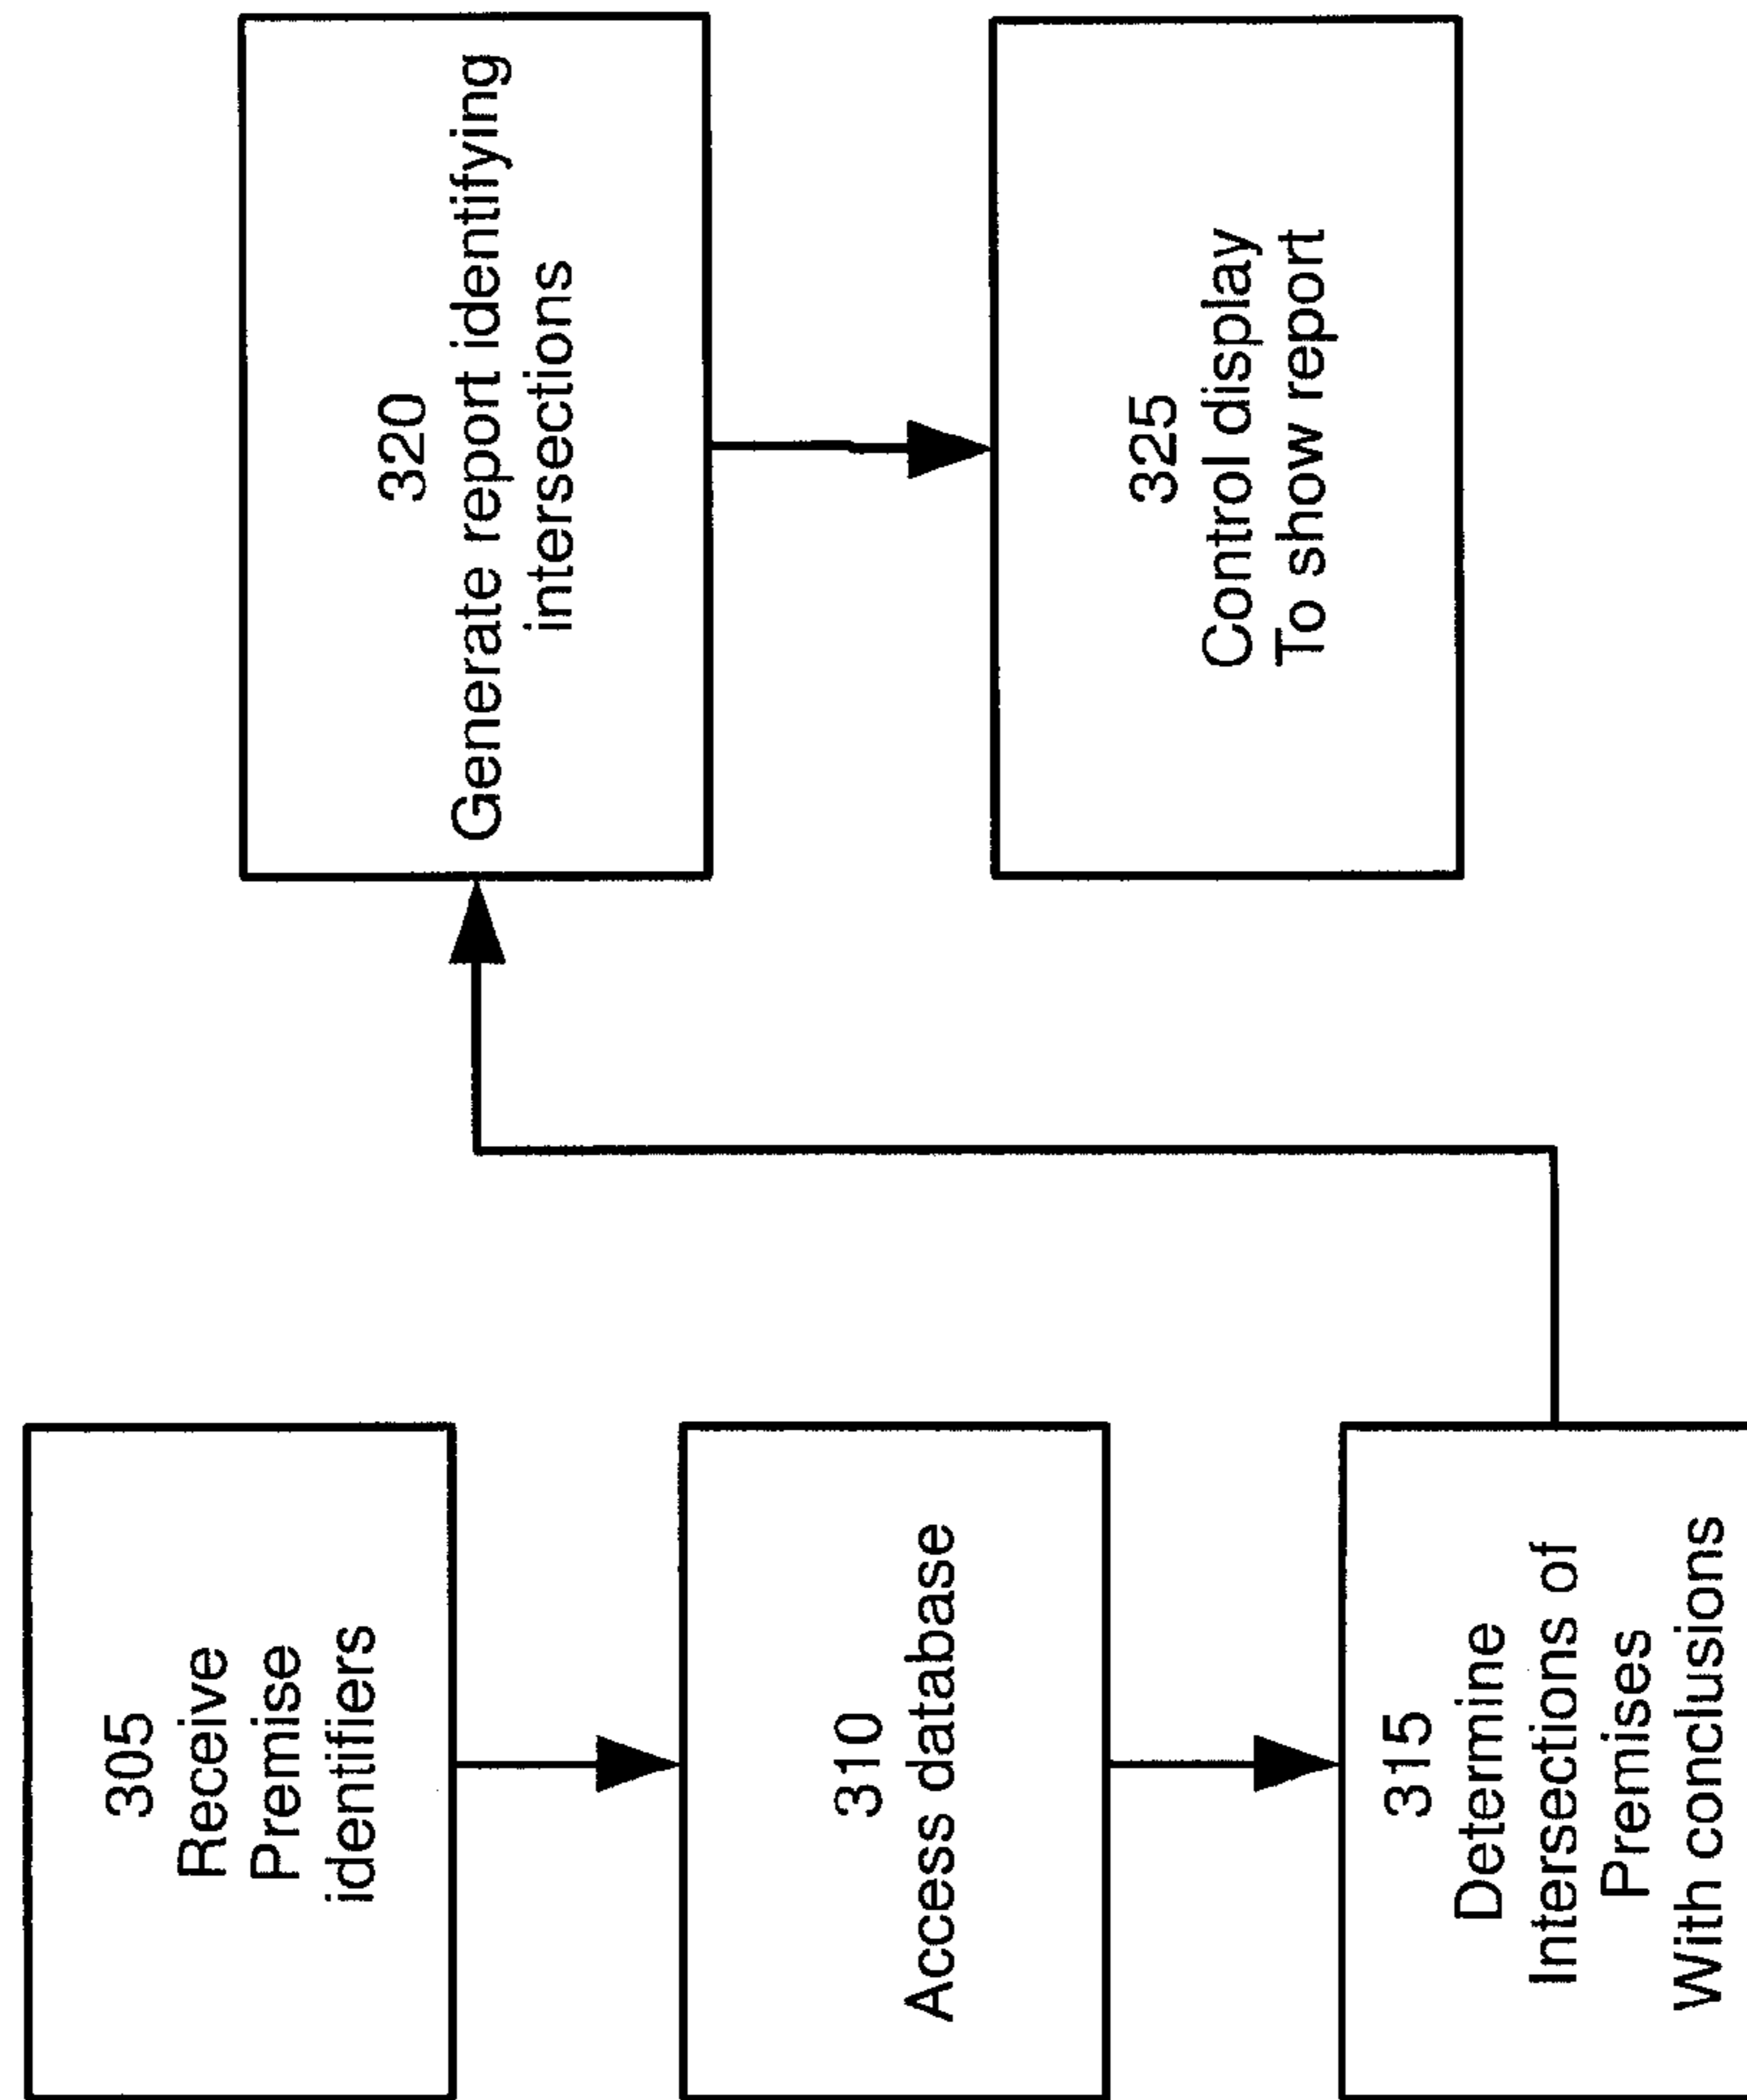 305
Receive
Premise
identifiers
310
Access database
315
Determine
Intersections of
Premises
With conclusions
320
Generate report identifying
intersections
325
Control display
To show report